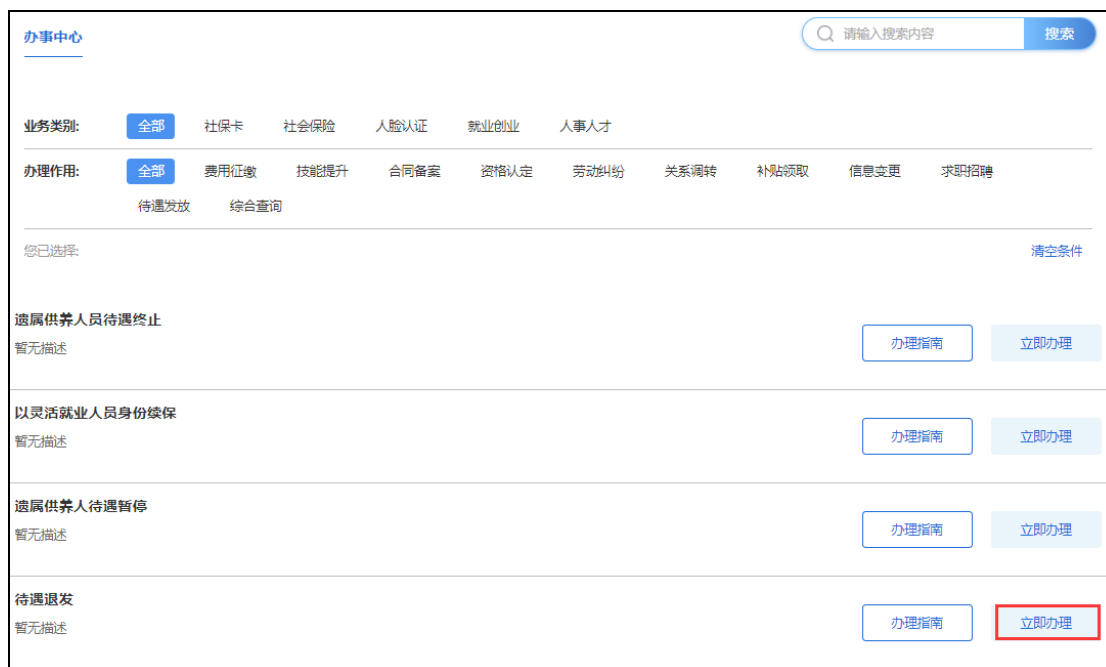 办事中心
请输入搜索内容 搜索
业务类别: 全部 社保卡 社会保险 人脸认证 就业创业 人事人才
办理作用: 全部 费用征缴 技能提升 合同备案 资格认定 劳动纠纷 关系调转 补贴领取 信息变更 求职招聘
待遇发放 综合查询
您已选择: 清空条件
遗属供养人员待遇终止
暂无描述
办理指南 立即办理
以灵活就业人员身份续保
暂无描述
办理指南 立即办理
遗属供养人待遇暂停
暂无描述
办理指南 立即办理
待遇退发
暂无描述
办理指南 立即办理